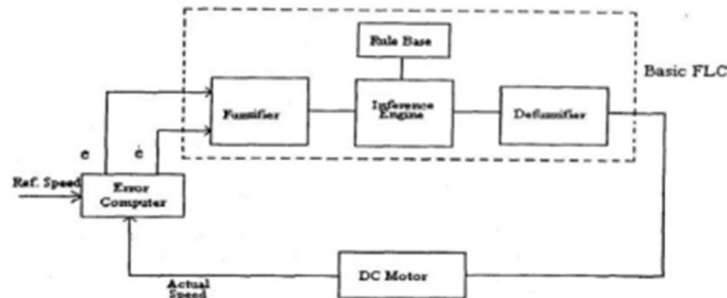 Rule Base
Basic FLC
Fuzzifier
Inference
Engine
Defuzzifier
e
ė
Ref. Speed
Error
Computer
Actual
Speed
DC Motor